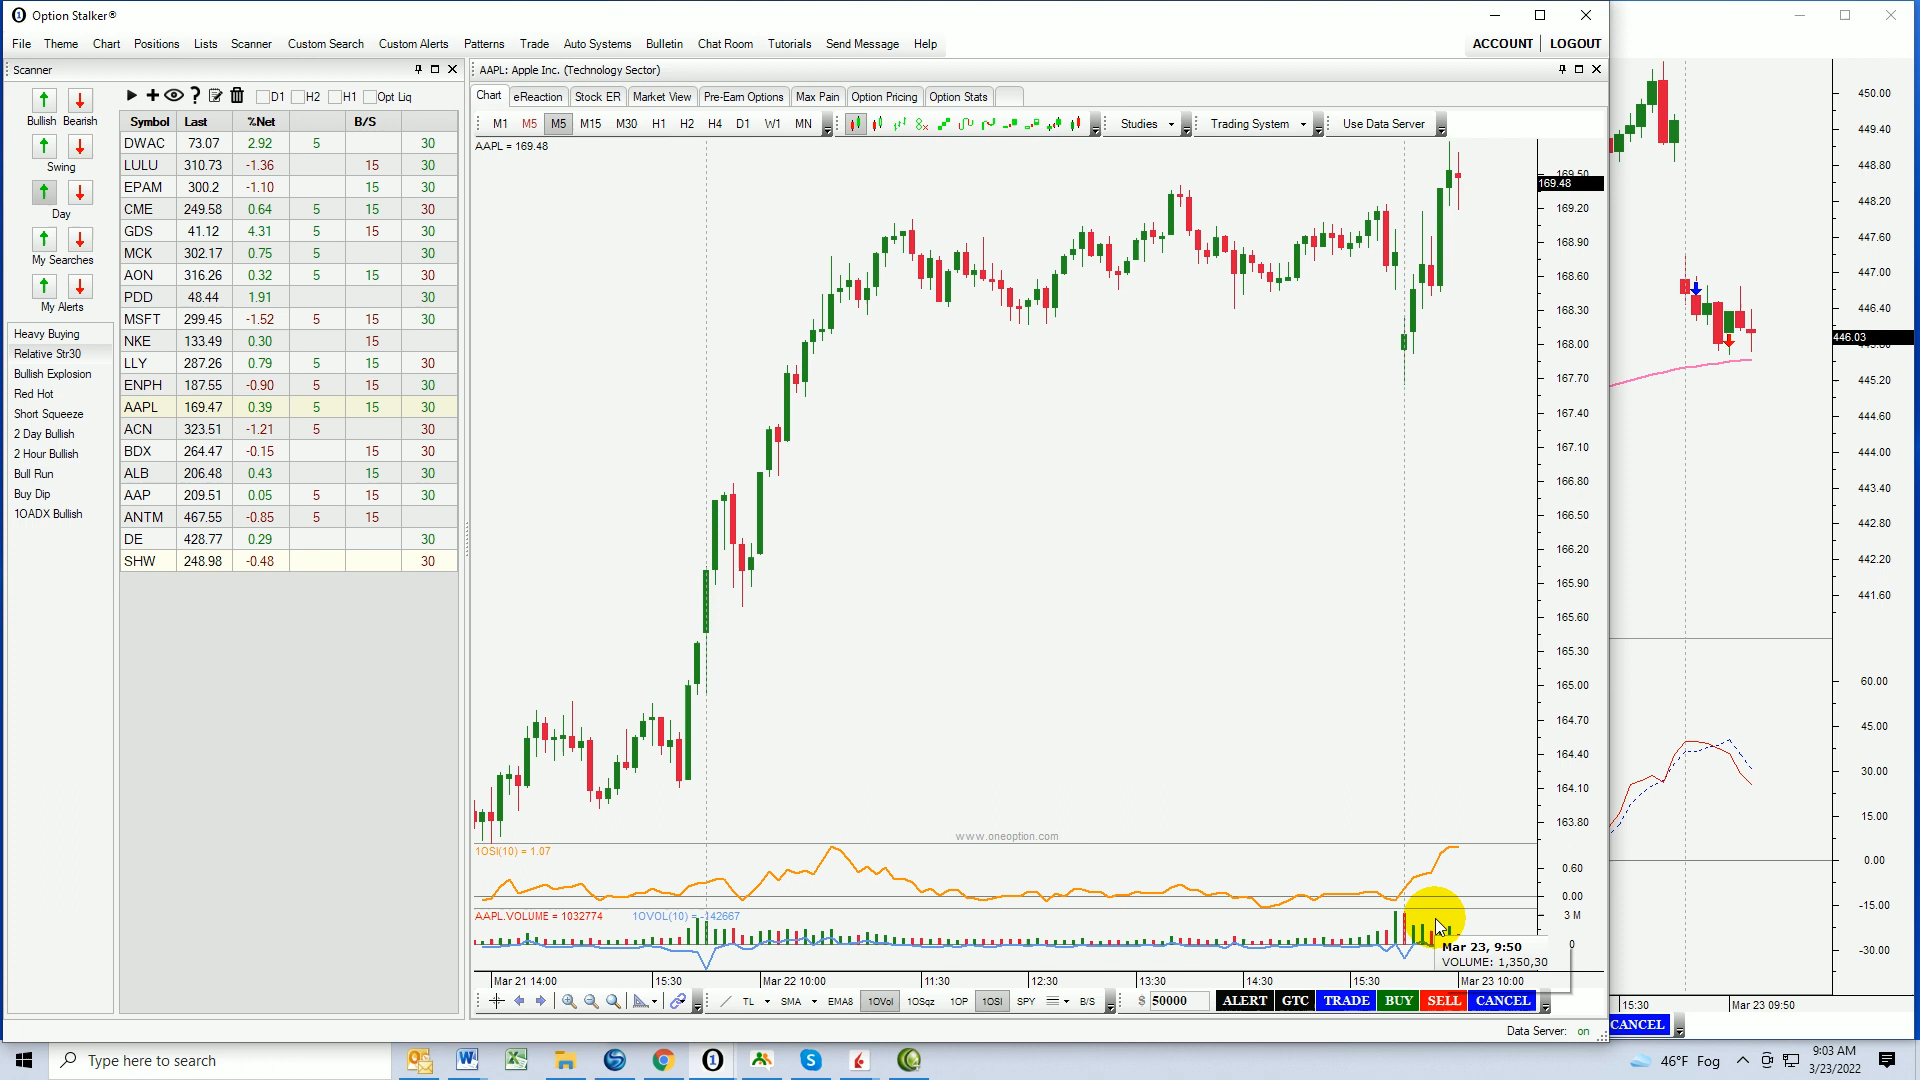 Option Stalker®
File Theme Chart Positions Lists Scanner Custom Search Custom Alerts Patterns Trade Auto Systems Bulletin Chat Room Tutorials Send Message Help
ACCOUNT LOGOUT
Scanner
AAPL: Apple Inc. (Technology Sector)
Bullish Bearish
Swing
Day
My Searches
My Alerts
Heavy Buying
Relative Str30
Bullish Explosion
Red Hot
Short Squeeze
2 Day Bullish
2 Hour Bullish
Bull Run
Buy Dip
1OADX Bullish
D1 H2 H1 Opt Liq
Symbol Last %Net B/S
DWAC 73.07 2.92 5 30
LULU 310.73 -1.36 15 30
EPAM 300.2 -1.10 15 30
CME 249.58 0.64 5 15 30
GDS 41.12 4.31 5 15 30
MCK 302.17 0.75 5 30
AON 316.26 0.32 5 15 30
PDD 48.44 1.91 30
MSFT 299.45 -1.52 5 15 30
NKE 133.49 0.30 15
LLY 287.26 0.79 5 15 30
ENPH 187.55 -0.90 5 15 30
AAPL 169.47 0.39 5 15 30
ACN 323.51 -1.21 5 30
BDX 264.47 -0.15 15 30
ALB 206.48 0.43 15 30
AAP 209.51 0.05 5 15 30
ANTM 467.55 -0.85 5 15
DE 428.77 0.29 30
SHW 248.98 -0.48 30
Chart eReaction Stock ER Market View Pre-Earn Options Max Pain Option Pricing Option Stats
M1 M5 M5 M15 M30 H1 H2 H4 D1 W1 MN Studies Trading System Use Data Server
AAPL = 169.48
169.50
169.48
169.20
168.90
168.60
168.30
168.00
167.70
167.40
167.10
166.80
166.50
166.20
165.90
165.60
165.30
165.00
164.70
164.40
164.10
163.80
www.oneoption.com
1OSI(10) = 1.07
0.60
0.00
AAPL.VOLUME = 1032774 1OVOL(10) = -142667
3 M
0
Mar 23, 9:50
VOLUME: 1,350,30
Mar 21 14:00 15:30 Mar 22 10:00 11:30 12:30 13:30 14:30 15:30 Mar 23 10:00
TL SMA EMA8 1OVol 1OSqz 1OP 1OSI SPY B/S $ 50000 ALERT GTC TRADE BUY SELL CANCEL
Data Server: on
450.00
449.40
448.80
448.20
447.60
447.00
446.40
446.03
445.20
444.60
444.00
443.40
442.80
442.20
441.60
60.00
45.00
30.00
15.00
0.00
-15.00
-30.00
15:30 Mar 23 09:50
CANCEL
Type here to search
46°F Fog
9:03 AM
3/23/2022